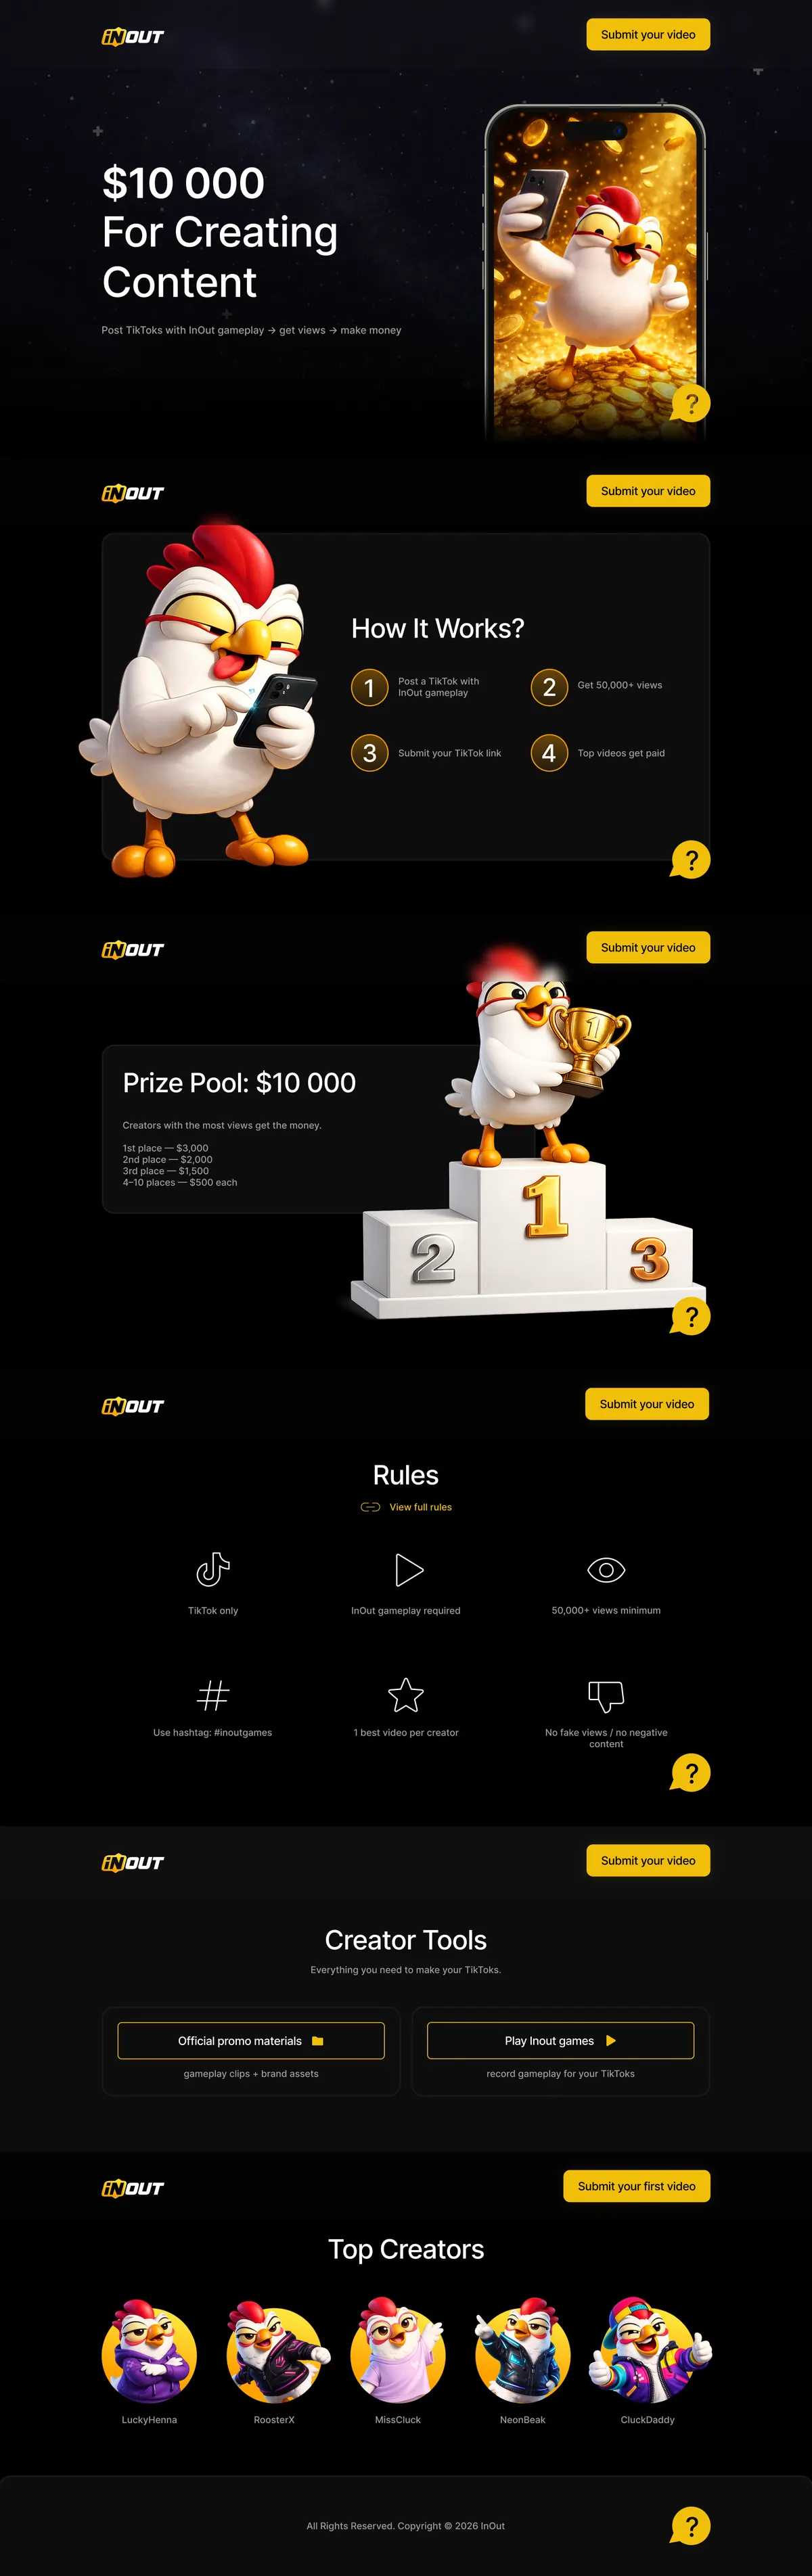 iNOUT
Submit your video
$10 000
For Creating
Content
Post TikToks with InOut gameplay → get views → make money
?
iNOUT
Submit your video
How It Works?
1
Post a TikTok with
InOut gameplay
2
Get 50,000+ views
3
Submit your TikTok link
4
Top videos get paid
?
iNOUT
Submit your video
1
Prize Pool: $10 000
Creators with the most views get the money.
1st place — $3,000
2nd place — $2,000
3rd place — $1,500
4–10 places — $500 each
1
2
3
?
iNOUT
Submit your video
Rules
View full rules
TikTok only
InOut gameplay required
50,000+ views minimum
Use hashtag: #inoutgames
1 best video per creator
No fake views / no negative
content
?
iNOUT
Submit your video
Creator Tools
Everything you need to make your TikToks.
Official promo materials
gameplay clips + brand assets
Play Inout games
record gameplay for your TikToks
iNOUT
Submit your first video
Top Creators
LuckyHenna
RoosterX
MissCluck
NeonBeak
CluckDaddy
All Rights Reserved. Copyright © 2026 InOut
?